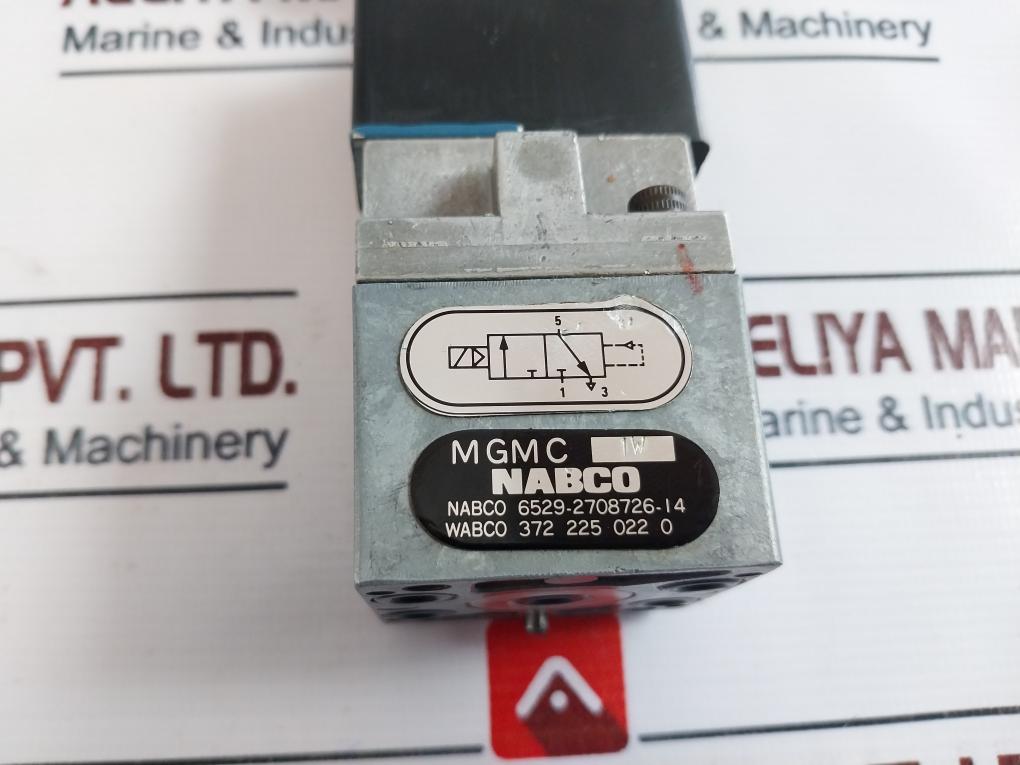 Marine & Indus
& Machinery
5
1
3
PVT. LTD.
& Machinery
ELIYA MA
arine & Indus
MGMC 1W
NABCO
NABCO 6529-2708726-14
WABCO 372 225 022 0